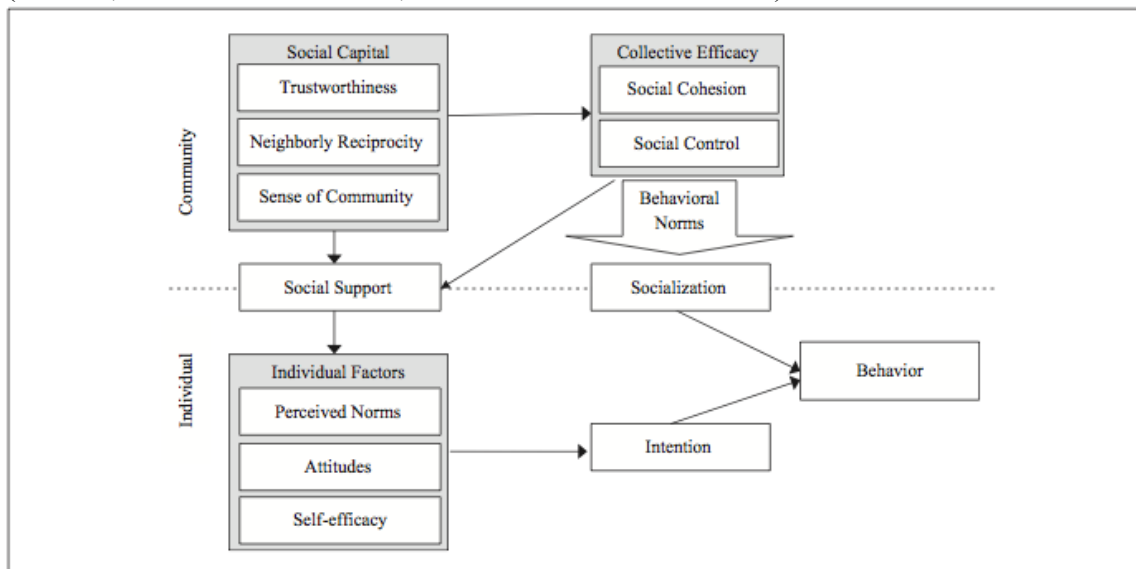 Social Capital
Trustworthiness
Neighborly Reciprocity
Sense of Community
Collective Efficacy
Social Cohesion
Social Control
Community
Behavioral
Norms
Social Support
Socialization
Individual
Individual Factors
Perceived Norms
Attitudes
Self-efficacy
Intention
Behavior